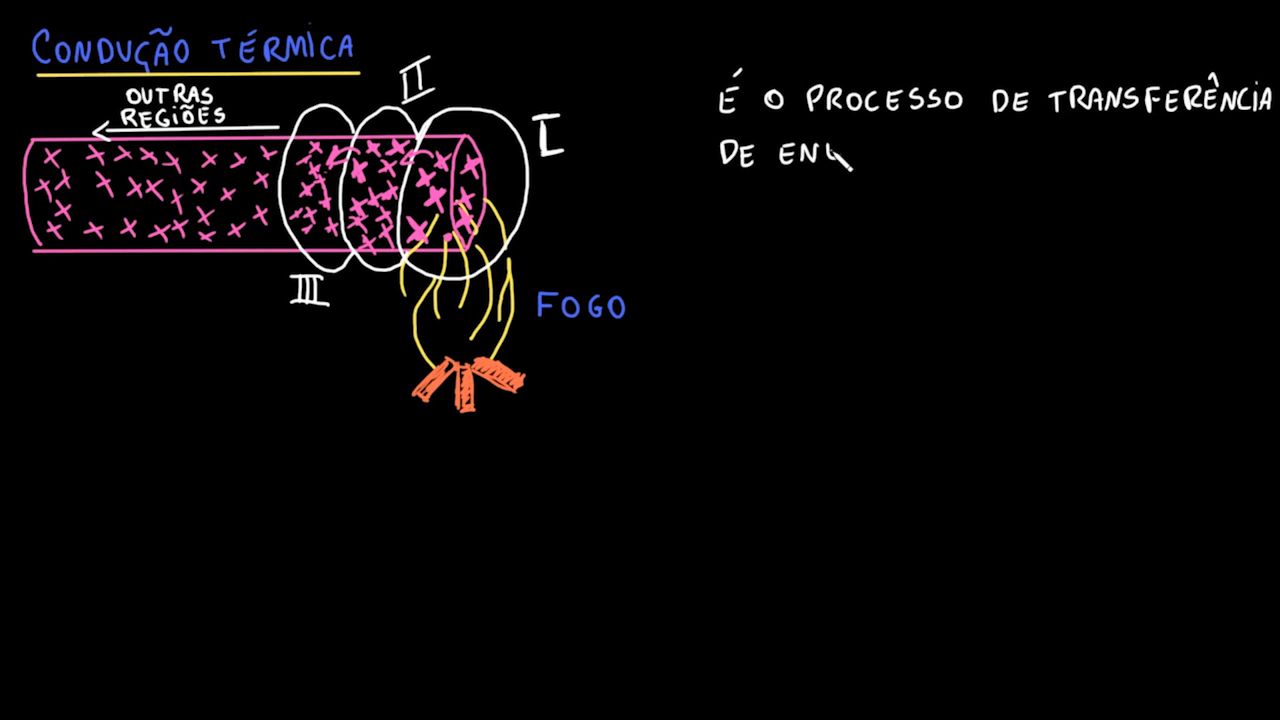 CONDUÇÃO TÉRMICA
OUTRAS
REGIÕES
II
I
III
FOGO
É O PROCESSO DE TRANSFERÊNCIA
DE EN